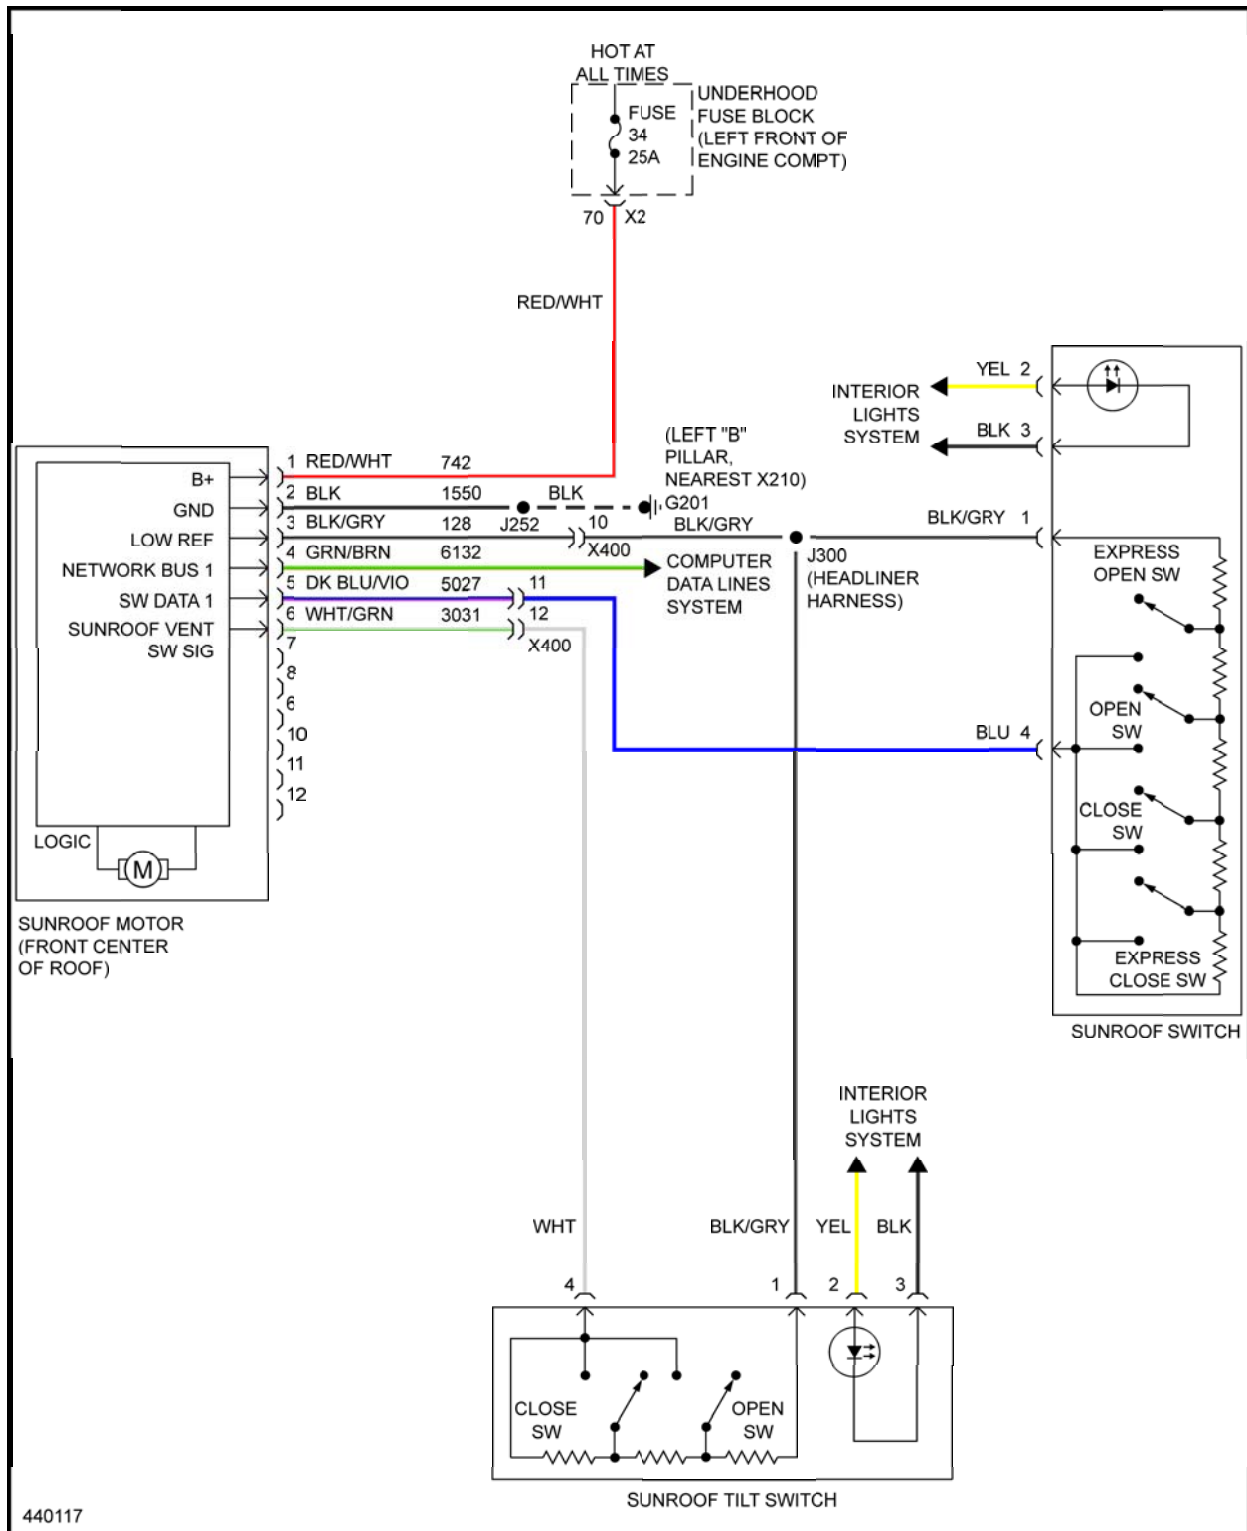 HOT AT
ALL TIMES
UNDERHOOD
FUSE BLOCK
(LEFT FRONT OF
ENGINE COMPT)
FUSE
34
25A
70 X2
RED/WHT
YEL 2
INTERIOR
LIGHTS
SYSTEM
BLK 3
(LEFT "B"
PILLAR,
NEAREST X210)
G201
1 RED/WHT 742
B+
2 BLK 1550 BLK
GND
3 BLK/GRY 128 J252 10 BLK/GRY
BLK/GRY 1
LOW REF
4 GRN/BRN 6132 X400
NETWORK BUS 1
COMPUTER
DATA LINES
SYSTEM
J300
(HEADLINER
HARNESS)
EXPRESS
OPEN SW
5 DK BLU/VIO 5027 11
SW DATA 1
6 WHT/GRN 3031 12
SUNROOF VENT
SW SIG
X400
7
8
6
10
11
12
OPEN
SW
BLU 4
CLOSE
SW
LOGIC
M
SUNROOF MOTOR
(FRONT CENTER
OF ROOF)
EXPRESS
CLOSE SW
SUNROOF SWITCH
INTERIOR
LIGHTS
SYSTEM
WHT BLK/GRY YEL BLK
4 1 2 3
CLOSE
SW
OPEN
SW
SUNROOF TILT SWITCH
440117